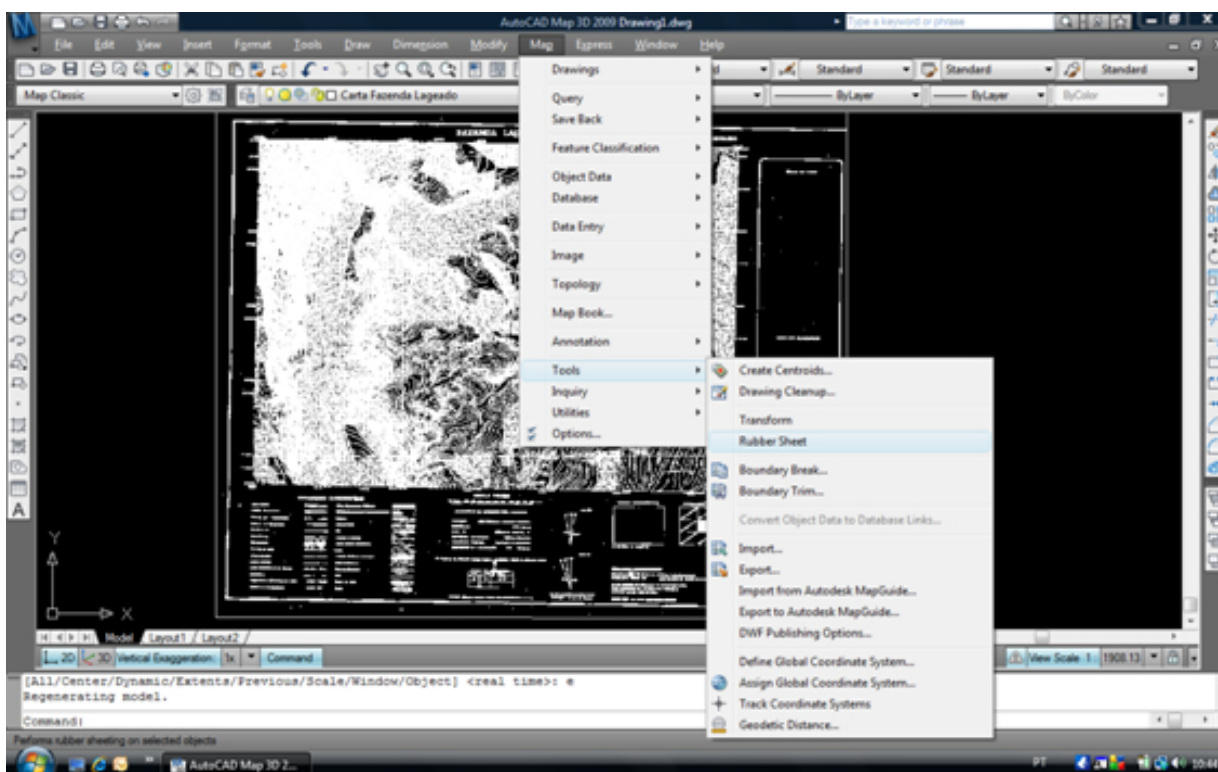 AutoCAD Map 3D 2009 Drawing1.dwg
Type a keyword or phrase
File Edit View Insert Format Tools Draw Dimension Modify Map Express Window Help
Standard Standard Standard
Map Classic Carta Fazenda Lageado ByLayer ByLayer ByColor
Drawings
Query
Save Back
Feature Classification
Object Data
Database
Data Entry
Image
Topology
Map Book...
Annotation
Tools
Inquiry
Utilities
Options...
Create Centroids...
Drawing Cleanup...
Transform
Rubber Sheet
Boundary Break...
Boundary Trim...
Convert Object Data to Database Links...
Import...
Export...
Import from Autodesk MapGuide...
Export to Autodesk MapGuide...
DWF Publishing Options...
Define Global Coordinate System...
Assign Global Coordinate System...
Track Coordinate Systems
Geodetic Distance...
A
Y
X
Model Layout1 Layout2
2D 3D Vertical Exaggeration: 1x Command View Scale 1: 1908.13
[All/Center/Dynamic/Extents/Previous/Scale/Window/Object] <real time>: e
Regenerating model.
Command:
Performs rubber sheeting on selected objects
AutoCAD Map 3D 2... PT 10:44